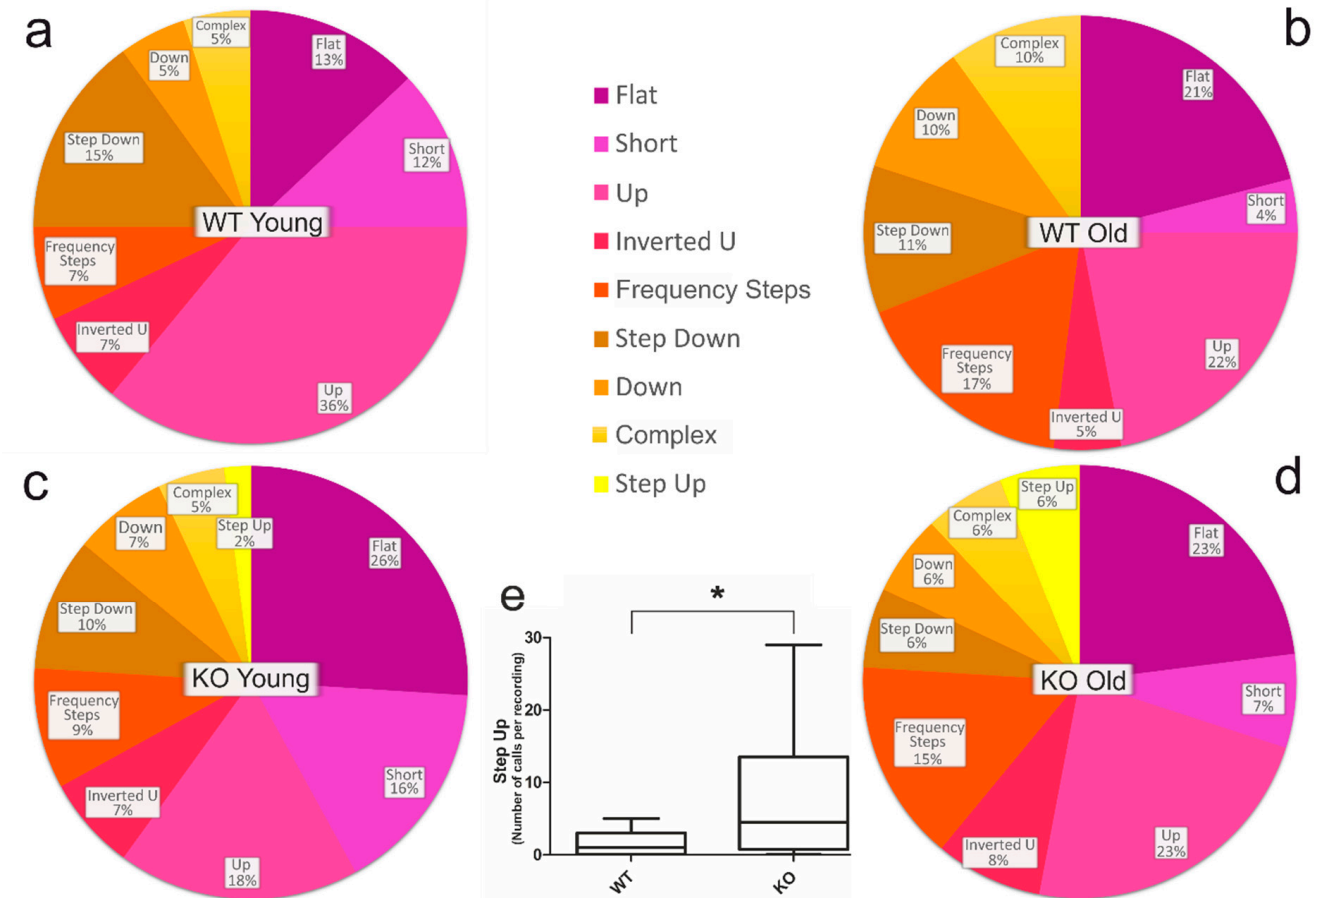 a
Complex
5%
Flat
13%
Down
5%
Step Down
15%
Short
12%
WT Young
Frequency
Steps
7%
Inverted U
7%
Up
36%
Flat
Short
Up
Inverted U
Frequency Steps
Step Down
Down
Complex
Step Up
b
Complex
10%
Flat
21%
Down
10%
Short
4%
Step Down
11%
WT Old
Frequency
Steps
17%
Up
22%
Inverted U
5%
c
Complex
5%
Step Up
2%
Down
7%
Flat
26%
Step Down
10%
KO Young
Frequency
Steps
9%
Short
16%
Inverted U
7%
Up
18%
e
*
Step Up
(Number of calls per recording)
30
20
10
0
WT
KO
d
Step Up
6%
Complex
6%
Flat
23%
Down
6%
Step Down
6%
KO Old
Short
7%
Frequency
Steps
15%
Inverted U
8%
Up
23%